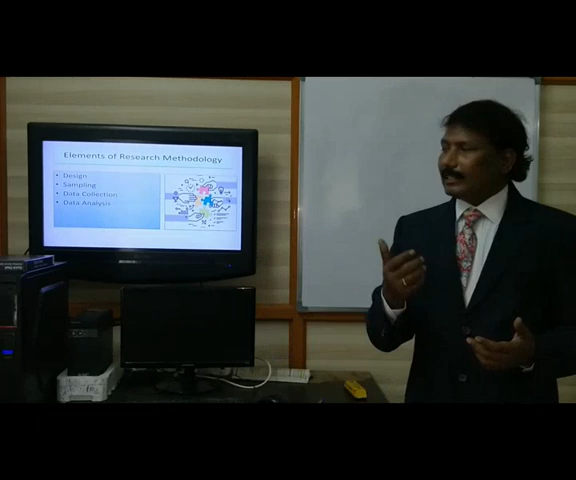 Elements of Research Methodology
• Design
• Sampling
• Data Collection
• Data Analysis